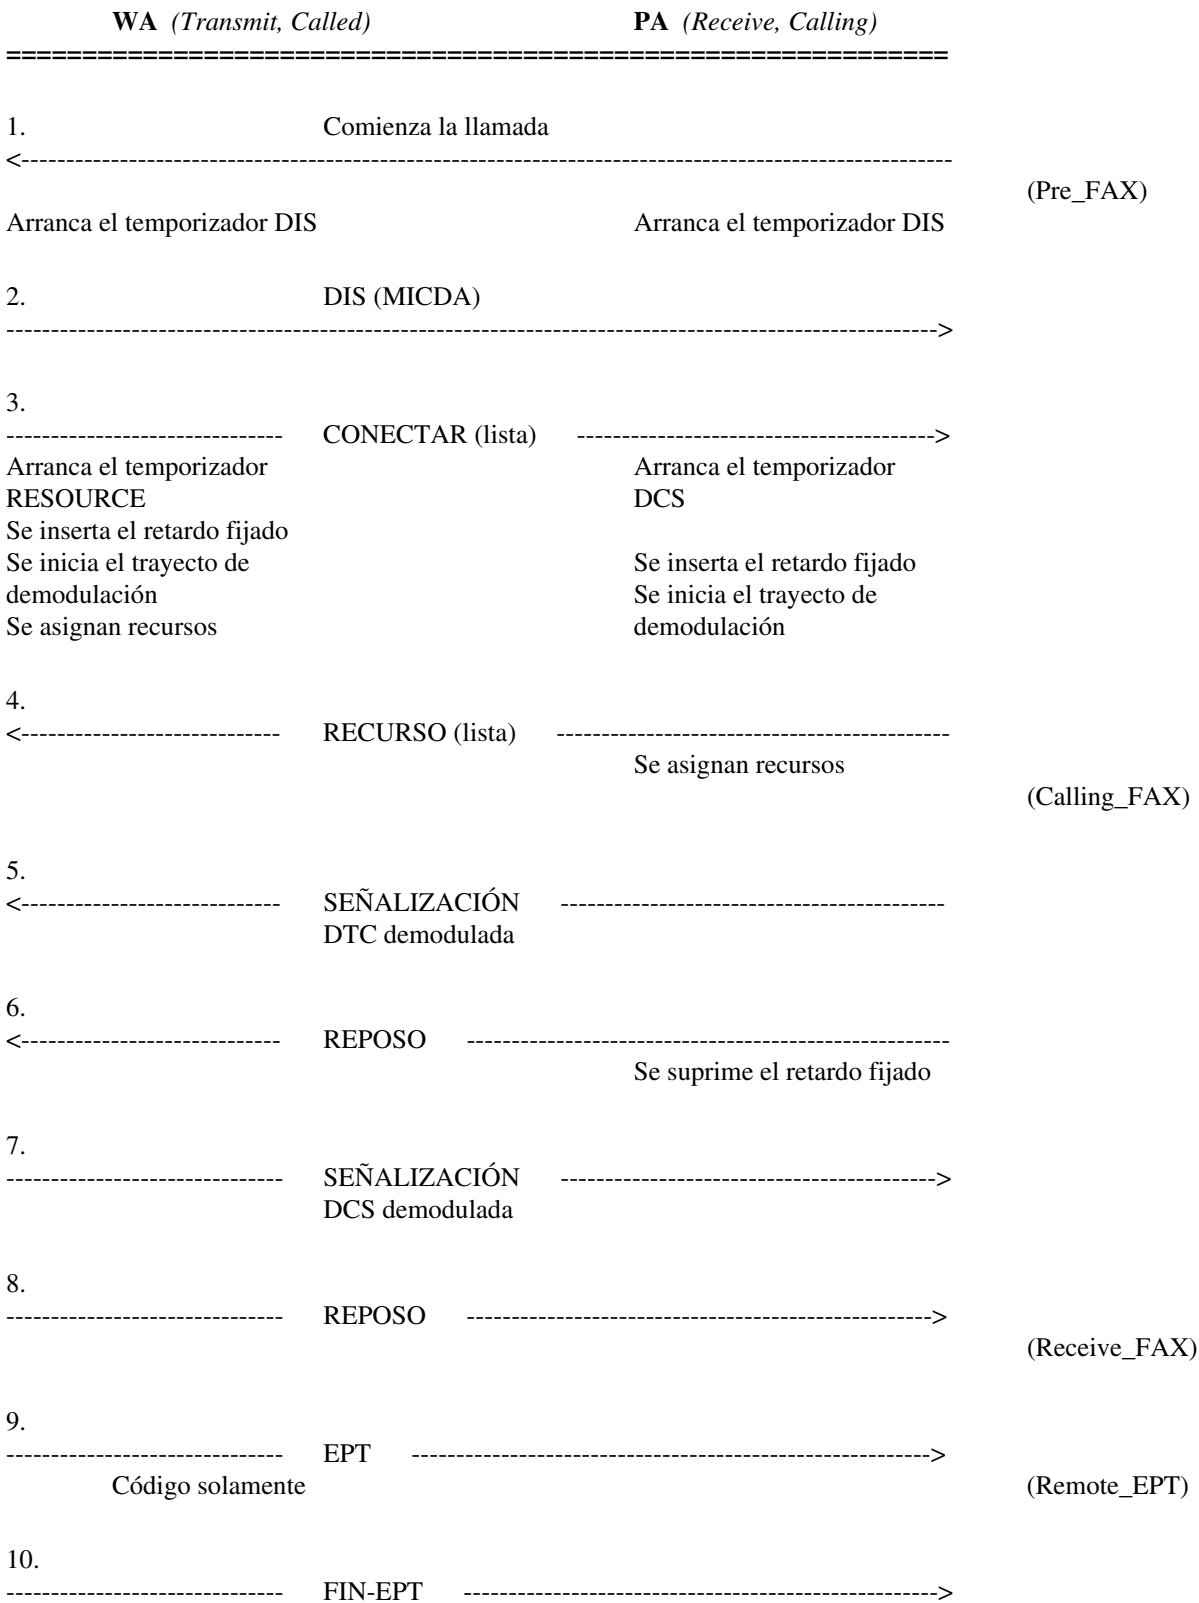 WA (Transmit, Called) PA (Receive, Calling)
===============================================================
1. Comienza la llamada
<--------------------------------------------------------------------------------------------------------
(Pre_FAX)
Arranca el temporizador DIS Arranca el temporizador DIS
2. DIS (MICDA)
-------------------------------------------------------------------------------------------------------->
3.
------------------------------- CONECTAR (lista) ---------------------------------------->
Arranca el temporizador Arranca el temporizador
RESOURCE DCS
Se inserta el retardo fijado
Se inicia el trayecto de Se inserta el retardo fijado
demodulación Se inicia el trayecto de
Se asignan recursos demodulación
4.
<----------------------------- RECURSO (lista) --------------------------------------------
Se asignan recursos
(Calling_FAX)
5.
<----------------------------- SEÑALIZACIÓN -------------------------------------------
DTC demodulada
6.
<----------------------------- REPOSO ------------------------------------------------------
Se suprime el retardo fijado
7.
------------------------------- SEÑALIZACIÓN ------------------------------------------>
DCS demodulada
8.
------------------------------- REPOSO ---------------------------------------------------->
(Receive_FAX)
9.
------------------------------- EPT ---------------------------------------------------------->
Código solamente (Remote_EPT)
10.
------------------------------- FIN-EPT ----------------------------------------------------->